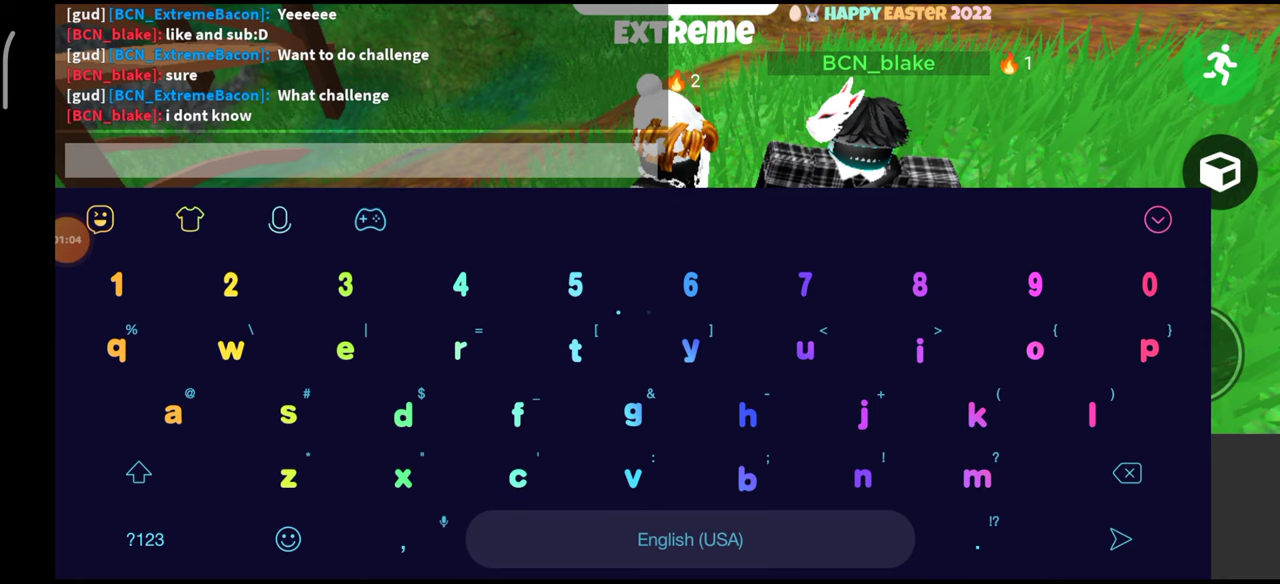 [gud] [BCN_ExtremeBacon]: Yeeeeee
[BCN_blake]: like and sub:D
[gud] [BCN_ExtremeBacon]: Want to do challenge
[BCN_blake]: sure
[gud] [BCN_ExtremeBacon]: What challenge
[BCN_blake]: i dont know
HAPPY EASTER 2022
EXTReme
BCN_blake 🔥 1
🔥 2
01:04
1 2 3 4 5 6 7 8 9 0
% \ | = [ ] < > { }
q w e r t y u i o p
@ # $ _ & - + ( )
a s d f g h j k l
* " ' : ; ! ?
z x c v b n m
!?
?123 , English (USA) .